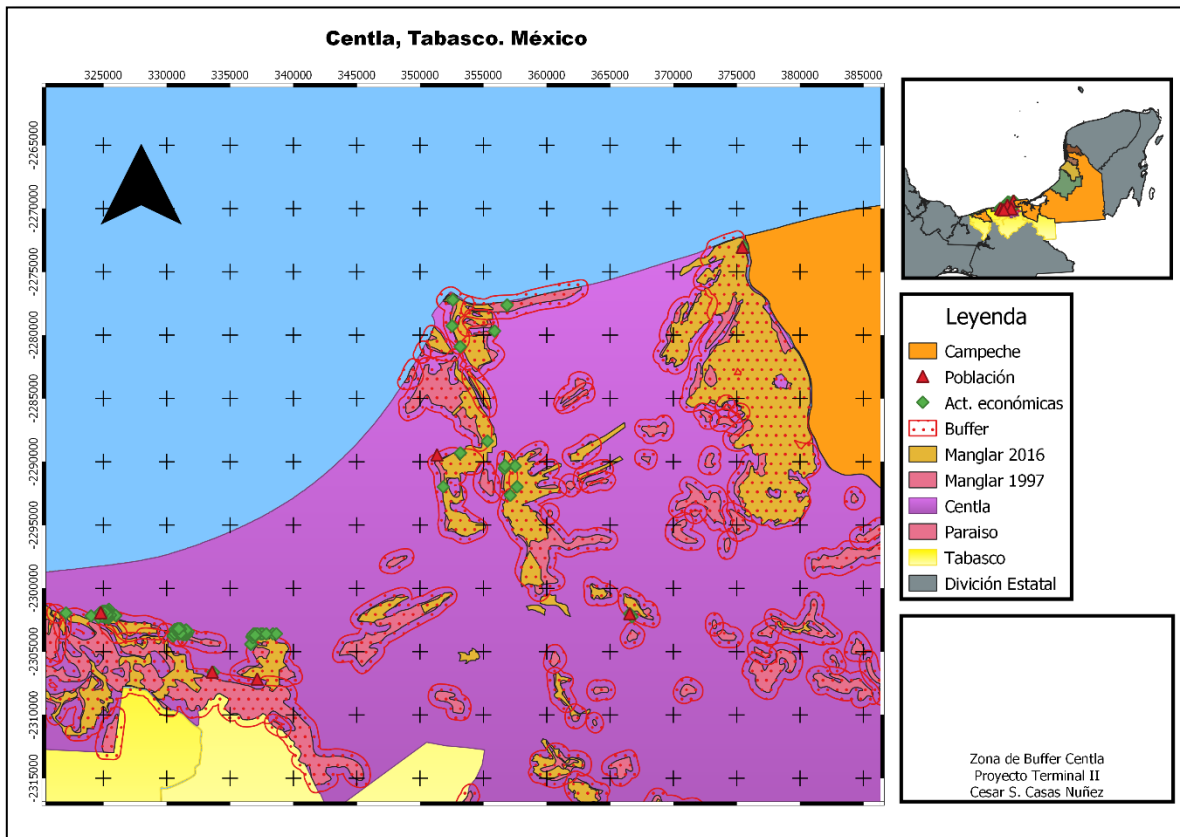 Centla, Tabasco. México
325000 330000 335000 340000 345000 350000 355000 360000 365000 370000 375000 380000 385000
-2265000
-2270000
-2275000
-2280000
-2285000
-2290000
-2295000
-2300000
-2305000
-2310000
-2315000
Leyenda
Campeche
Población
Act. económicas
Buffer
Manglar 2016
Manglar 1997
Centla
Paraiso
Tabasco
División Estatal
Zona de Buffer Centla
Proyecto Terminal II
Cesar S. Casas Nuñez